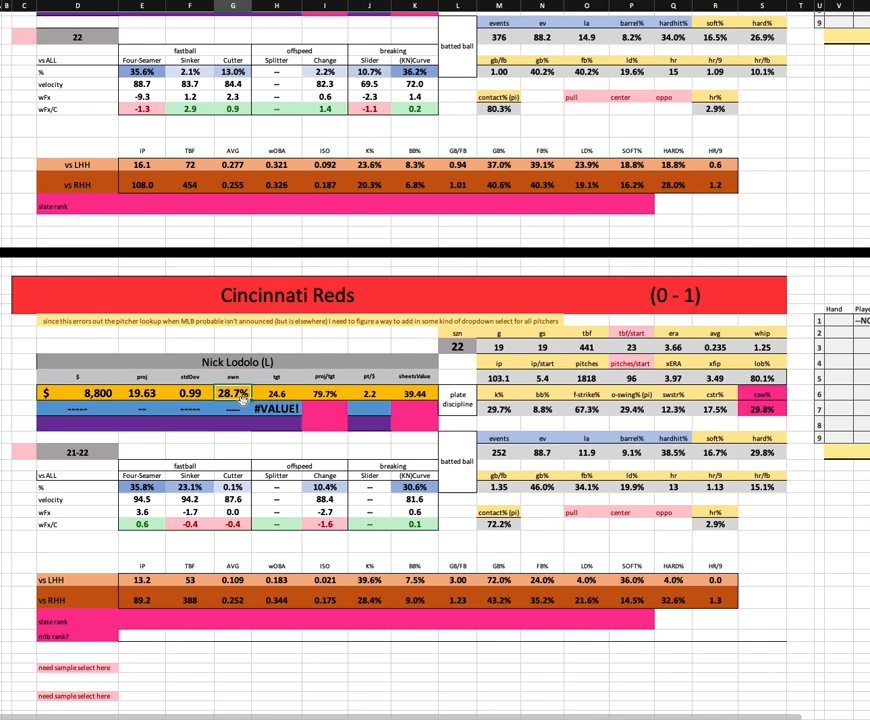 B C D E F G H I J K L M N O P Q R S T U V
events ev la barrel% hardhit% soft% hard% 9
22 376 88.2 14.9 8.2% 34.0% 16.5% 26.9%
fastball offspeed breaking batted ball
vs ALL Four-Seamer Sinker Cutter Splitter Change Slider (KN)Curve gb/fb gb% fb% ld% hr hr/9 hr/fb
% 35.6% 2.1% 13.0% -- 2.2% 10.7% 36.2% 1.00 40.2% 40.2% 19.6% 15 1.09 10.1%
velocity 88.7 83.7 84.4 82.3 69.5 72.0
wFx -9.3 1.2 2.3 -- 0.6 -2.3 1.4 contact% (pi) pull center oppo hr%
wFx/C -1.3 2.9 0.9 -- 1.4 -1.1 0.2 80.3% 2.9%
IP TBF AVG wOBA ISO K% BB% GB/FB GB% FB% LD% SOFT% HARD% HR/9
vs LHH 16.1 72 0.277 0.321 0.092 23.6% 8.3% 0.94 37.0% 39.1% 23.9% 18.8% 18.8% 0.6
vs RHH 108.0 454 0.255 0.326 0.187 20.3% 6.8% 1.01 40.6% 40.3% 19.1% 16.2% 28.0% 1.2
slate rank
Cincinnati Reds (0 - 1)
Hand Playe
since this errors out the pitcher lookup when MLB probable isn't announced (but is elsewhere) I need to figure a way to add in some kind of dropdown select for all pitchers 1 --NO
szn g gs tbf tbf/start era avg whip 2
22 19 19 441 23 3.66 0.235 1.25 3
Nick Lodolo (L) ip ip/start pitches pitches/start xERA xfip lob% 4
$ proj stdDev own tgt proj/tgt pt/$ sheetsValue 103.1 5.4 1818 96 3.97 3.49 80.1% 5
$ 8,800 19.63 0.99 28.7% 24.6 79.7% 2.2 39.44 plate discipline k% bb% f-strike% o-swing% (pi) swstr% cstr% csw% 6
----- -- ----- ----- #VALUE! 29.7% 8.8% 67.3% 29.4% 12.3% 17.5% 29.8% 7
8
21-22 events ev la barrel% hardhit% soft% hard% 9
252 88.7 11.9 9.1% 38.5% 16.7% 29.8%
fastball offspeed breaking batted ball
vs ALL Four-Seamer Sinker Cutter Splitter Change Slider (KN)Curve gb/fb gb% fb% ld% hr hr/9 hr/fb
% 35.8% 23.1% 0.1% -- 10.4% -- 30.6% 1.35 46.0% 34.1% 19.9% 13 1.13 15.1%
velocity 94.5 94.2 87.6 88.4 81.6
wFx 3.6 -1.7 0.0 -- -2.7 -- 0.6 contact% (pi) pull center oppo hr%
wFx/C 0.6 -0.4 -0.4 -- -1.6 -- 0.1 72.2% 2.9%
IP TBF AVG wOBA ISO K% BB% GB/FB GB% FB% LD% SOFT% HARD% HR/9
vs LHH 13.2 53 0.109 0.183 0.021 39.6% 7.5% 3.00 72.0% 24.0% 4.0% 36.0% 4.0% 0.0
vs RHH 89.2 388 0.252 0.344 0.175 28.4% 9.0% 1.23 43.2% 35.2% 21.6% 14.5% 32.6% 1.3
slate rank
mlb rank?
need sample select here
need sample select here